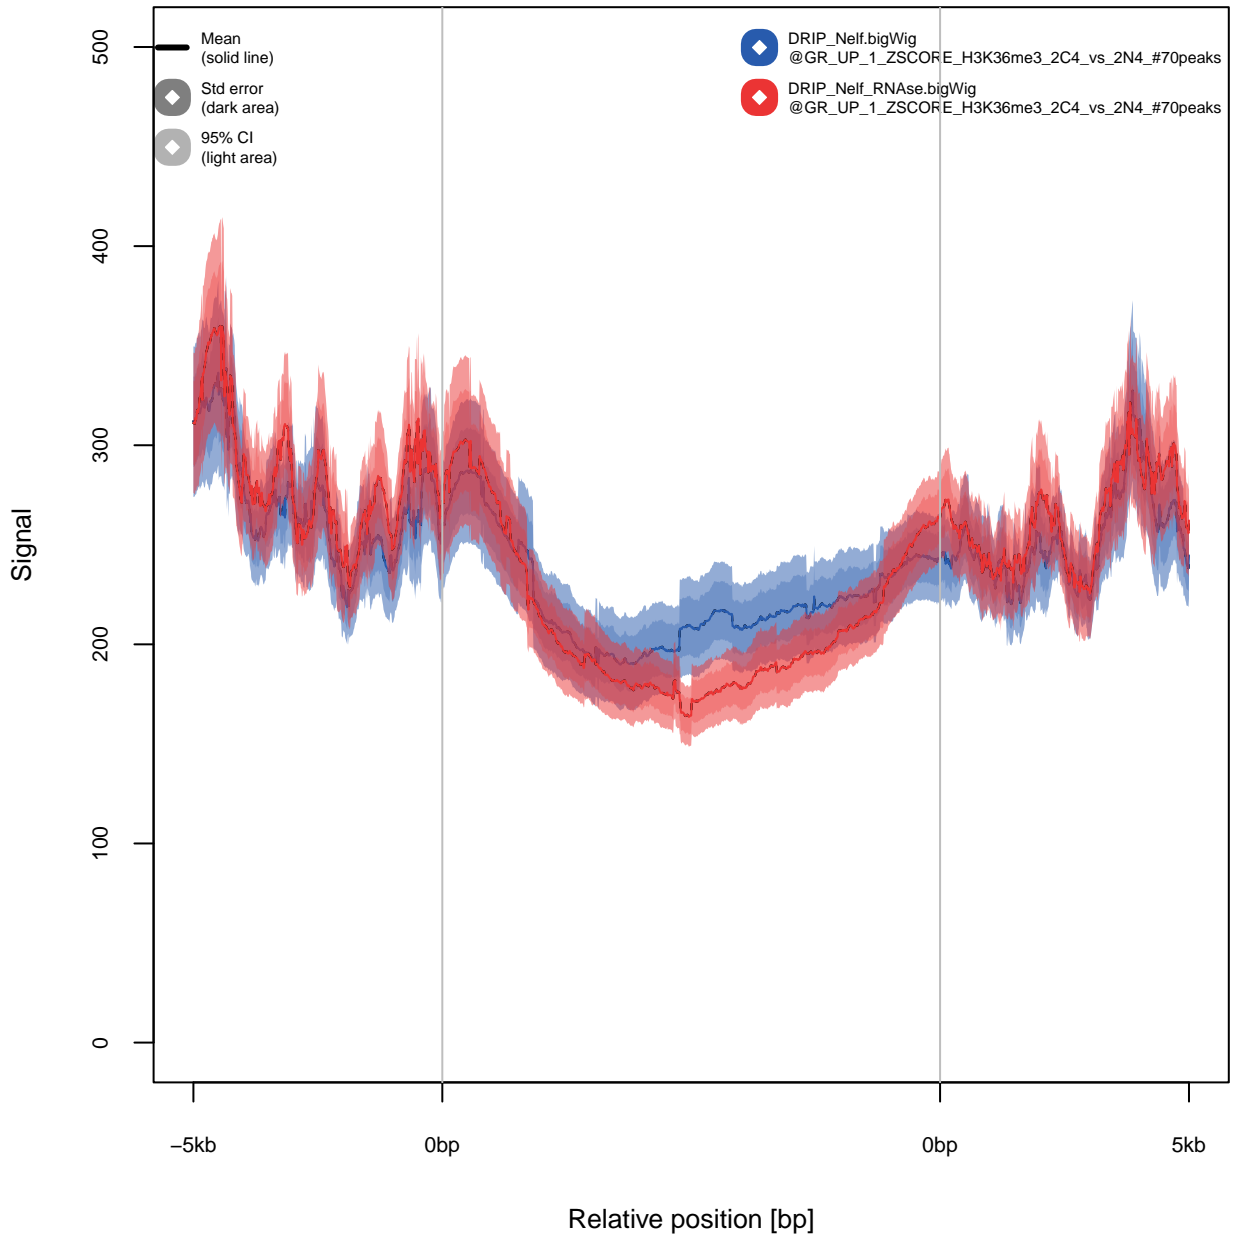 Mean
(solid line)
Std error
(dark area)
95% CI
(light area)
DRIP_Nelf.bigWig
@GR_UP_1_ZSCORE_H3K36me3_2C4_vs_2N4_#70peaks
DRIP_Nelf_RNAse.bigWig
@GR_UP_1_ZSCORE_H3K36me3_2C4_vs_2N4_#70peaks
500
400
300
200
100
0
Signal
−5kb 0bp 0bp 5kb
Relative position [bp]